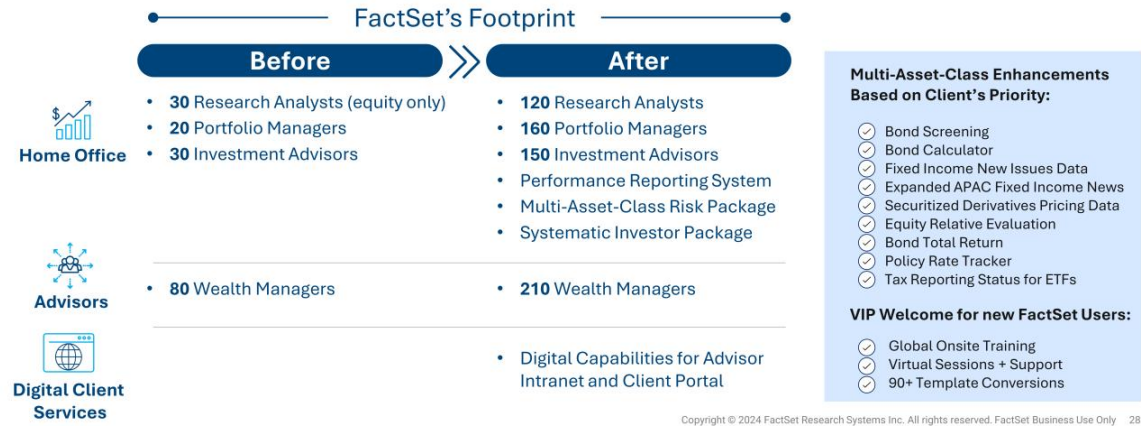 FactSet's Footprint
Before
After
Home Office
• 30 Research Analysts (equity only)
• 20 Portfolio Managers
• 30 Investment Advisors
• 120 Research Analysts
• 160 Portfolio Managers
• 150 Investment Advisors
• Performance Reporting System
• Multi-Asset-Class Risk Package
• Systematic Investor Package
Advisors
• 80 Wealth Managers
• 210 Wealth Managers
Digital Client
Services
• Digital Capabilities for Advisor
Intranet and Client Portal
Multi-Asset-Class Enhancements
Based on Client's Priority:
Bond Screening
Bond Calculator
Fixed Income New Issues Data
Expanded APAC Fixed Income News
Securitized Derivatives Pricing Data
Equity Relative Evaluation
Bond Total Return
Policy Rate Tracker
Tax Reporting Status for ETFs
VIP Welcome for new FactSet Users:
Global Onsite Training
Virtual Sessions + Support
90+ Template Conversions
Copyright © 2024 FactSet Research Systems Inc. All rights reserved. FactSet Business Use Only 28